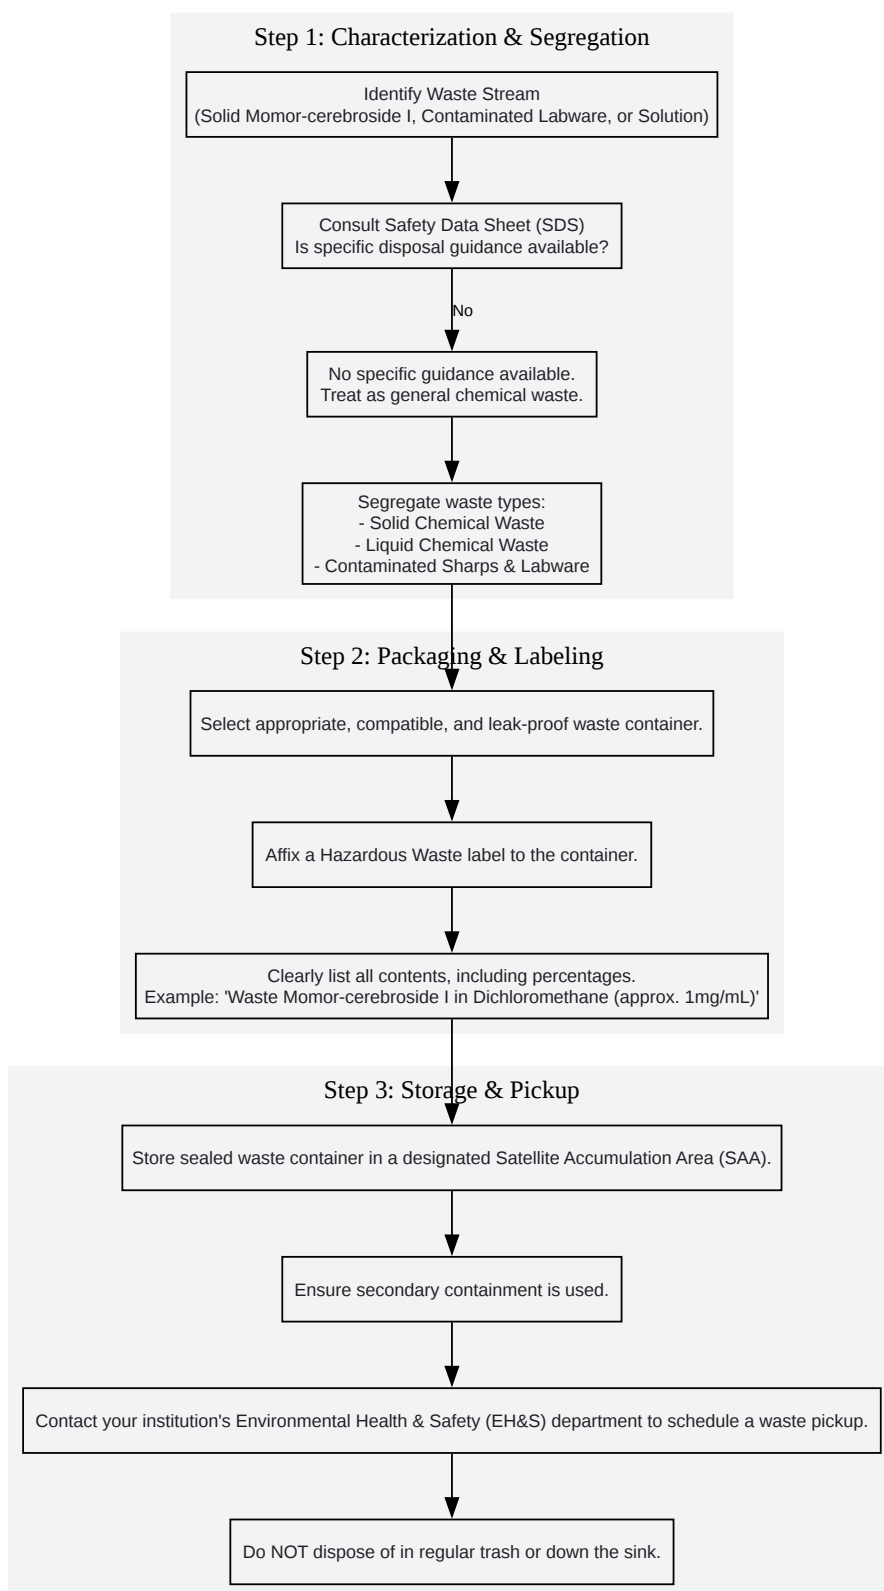 Step 1: Characterization & Segregation
Identify Waste Stream
(Solid Momor-cerebroside I, Contaminated Labware, or Solution)
Consult Safety Data Sheet (SDS)
Is specific disposal guidance available?
No
No specific guidance available.
Treat as general chemical waste.
Segregate waste types:
- Solid Chemical Waste
- Liquid Chemical Waste
- Contaminated Sharps & Labware
Step 2: Packaging & Labeling
Select appropriate, compatible, and leak-proof waste container.
Affix a Hazardous Waste label to the container.
Clearly list all contents, including percentages.
Example: 'Waste Momor-cerebroside I in Dichloromethane (approx. 1mg/mL)'
Step 3: Storage & Pickup
Store sealed waste container in a designated Satellite Accumulation Area (SAA).
Ensure secondary containment is used.
Contact your institution's Environmental Health & Safety (EH&S) department to schedule a waste pickup.
Do NOT dispose of in regular trash or down the sink.